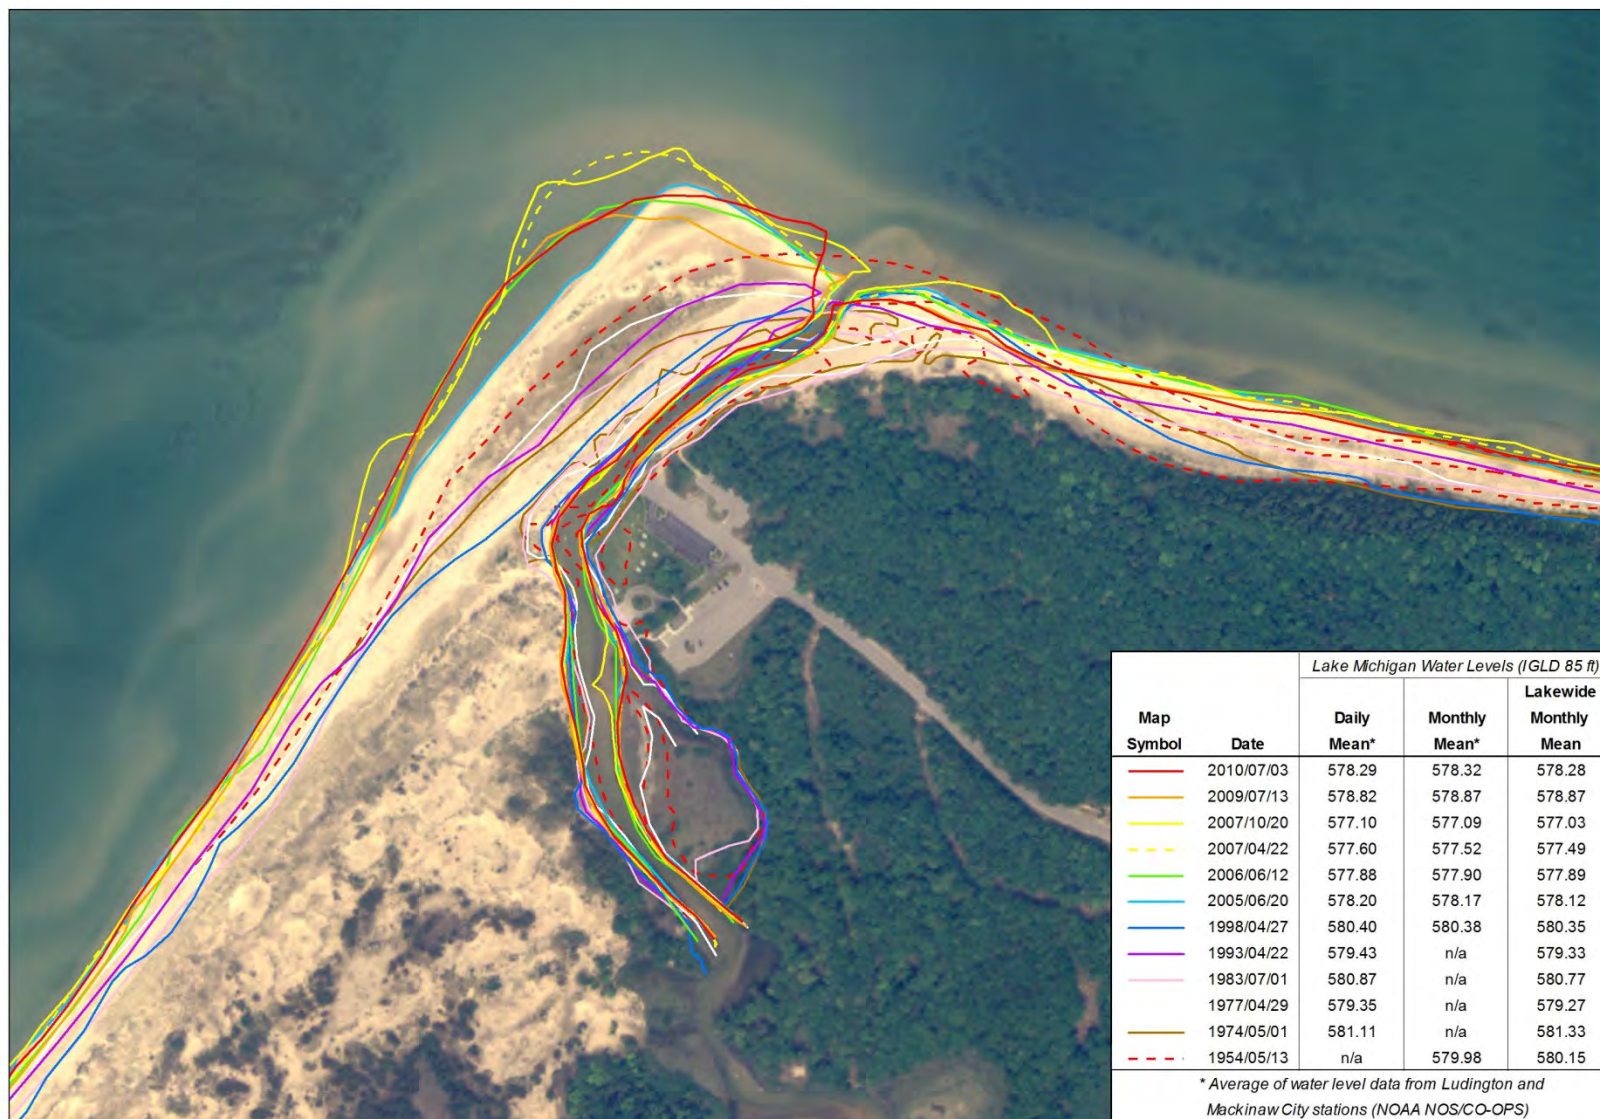 Lake Michigan Water Levels (IGLD 85 ft)
Lakewide
Map Daily Monthly Monthly
Symbol Date Mean* Mean* Mean
2010/07/03 578.29 578.32 578.28
2009/07/13 578.82 578.87 578.87
2007/10/20 577.10 577.09 577.03
2007/04/22 577.60 577.52 577.49
2006/06/12 577.88 577.90 577.89
2005/06/20 578.20 578.17 578.12
1998/04/27 580.40 580.38 580.35
1993/04/22 579.43 n/a 579.33
1983/07/01 580.87 n/a 580.77
1977/04/29 579.35 n/a 579.27
1974/05/01 581.11 n/a 581.33
1954/05/13 n/a 579.98 580.15
* Average of water level data from Ludington and
Mackinaw City stations (NOAA NOS/CO-OPS)